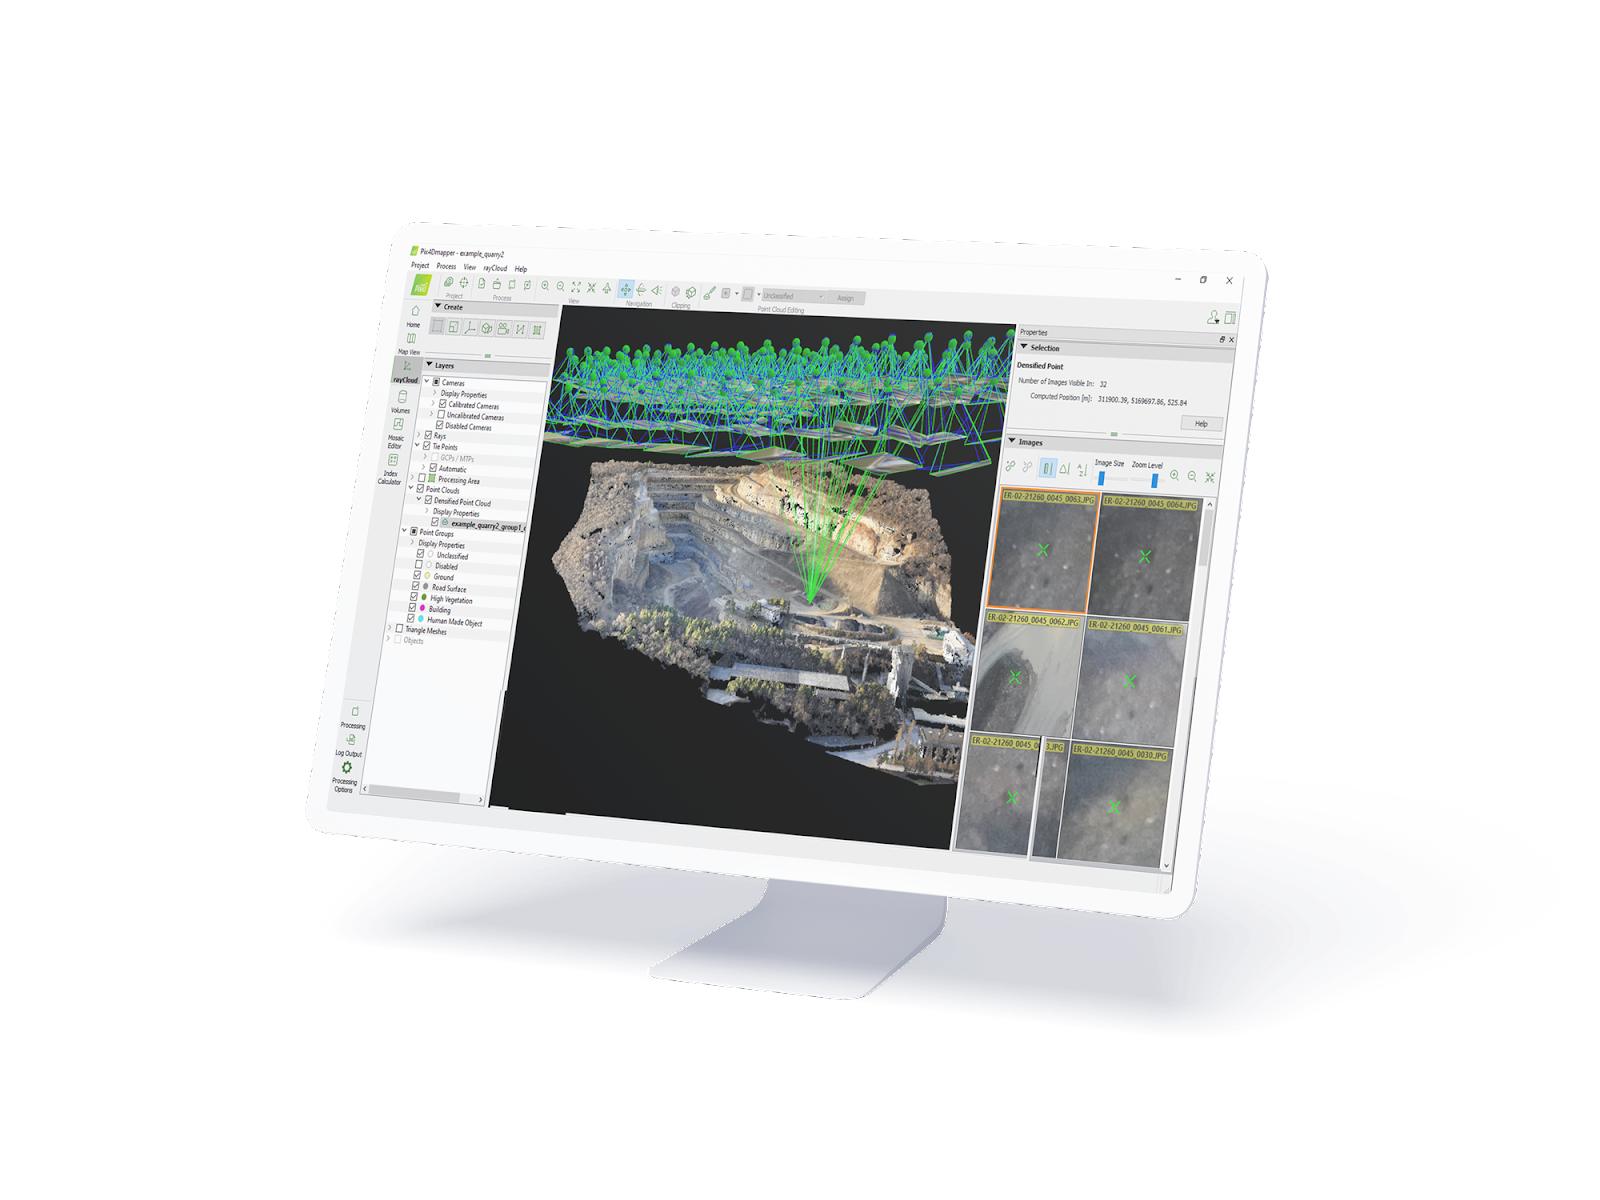 Pix4Dmapper - example_quarry2
Project Process View rayCloud Help
Project
Process
View
Navigation
Clipping
Point Cloud Editing
Unclassified
Assign
Home
Map View
rayCloud
Volumes
Mosaic
Editor
Index
Calculator
Processing
Log Output
Processing
Options
Create
Layers
Cameras
Display Properties
Calibrated Cameras
Uncalibrated Cameras
Disabled Cameras
Rays
Tie Points
GCPs / MTPs
Automatic
Processing Area
Point Clouds
Densified Point Cloud
Display Properties
example_quarry2_group1_
Point Groups
Display Properties
Unclassified
Disabled
Ground
Road Surface
High Vegetation
Building
Human Made Object
Triangle Meshes
Objects
Properties
Selection
Densified Point
Number of Images Visible In: 32
Computed Position [m]: 311900.39, 5169697.86, 525.84
Help
Images
Image Size Zoom Level
ER-02-21260_0045_0063.JPG
ER-02-21260_0045_0064.JPG
ER-02-21260_0045_0062.JPG
ER-02-21260_0045_0061.JPG
ER-02-21260_0045_0
3.JPG
ER-02-21260_0045_0030.JPG